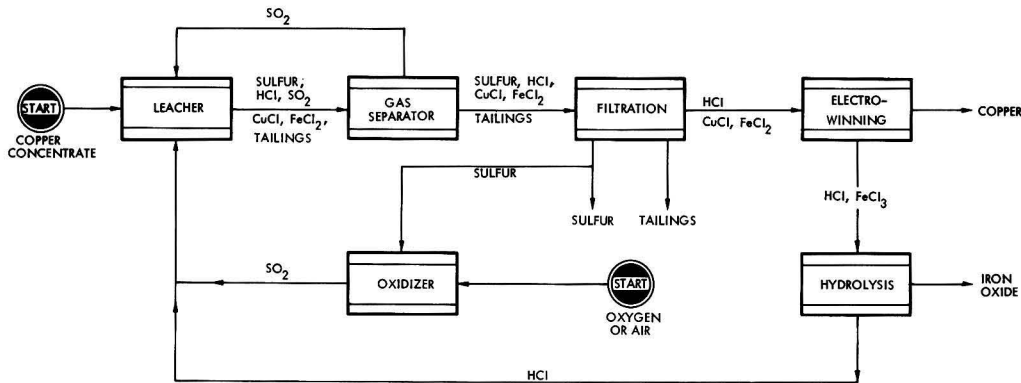 SO2
START
COPPER
CONCENTRATE
LEACHER
SULFUR,
HCl, SO2
CuCl, FeCl2,
TAILINGS
GAS
SEPARATOR
SULFUR, HCl,
CuCl, FeCl2
TAILINGS
FILTRATION
HCl
CuCl, FeCl2
ELECTRO-
WINNING
COPPER
SULFUR
SULFUR
TAILINGS
HCl, FeCl3
SO2
OXIDIZER
START
OXYGEN
OR AIR
HYDROLYSIS
IRON
OXIDE
HCl